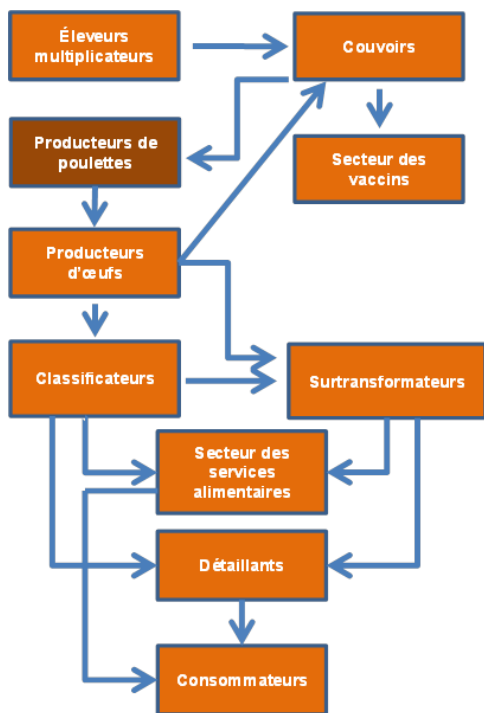 Éleveurs
multiplicateurs
Couvoirs
Producteurs de
poulettes
Secteur des
vaccins
Producteurs
d'œufs
Classificateurs
Surtransformateurs
Secteur des
services
alimentaires
Détaillants
Consommateurs